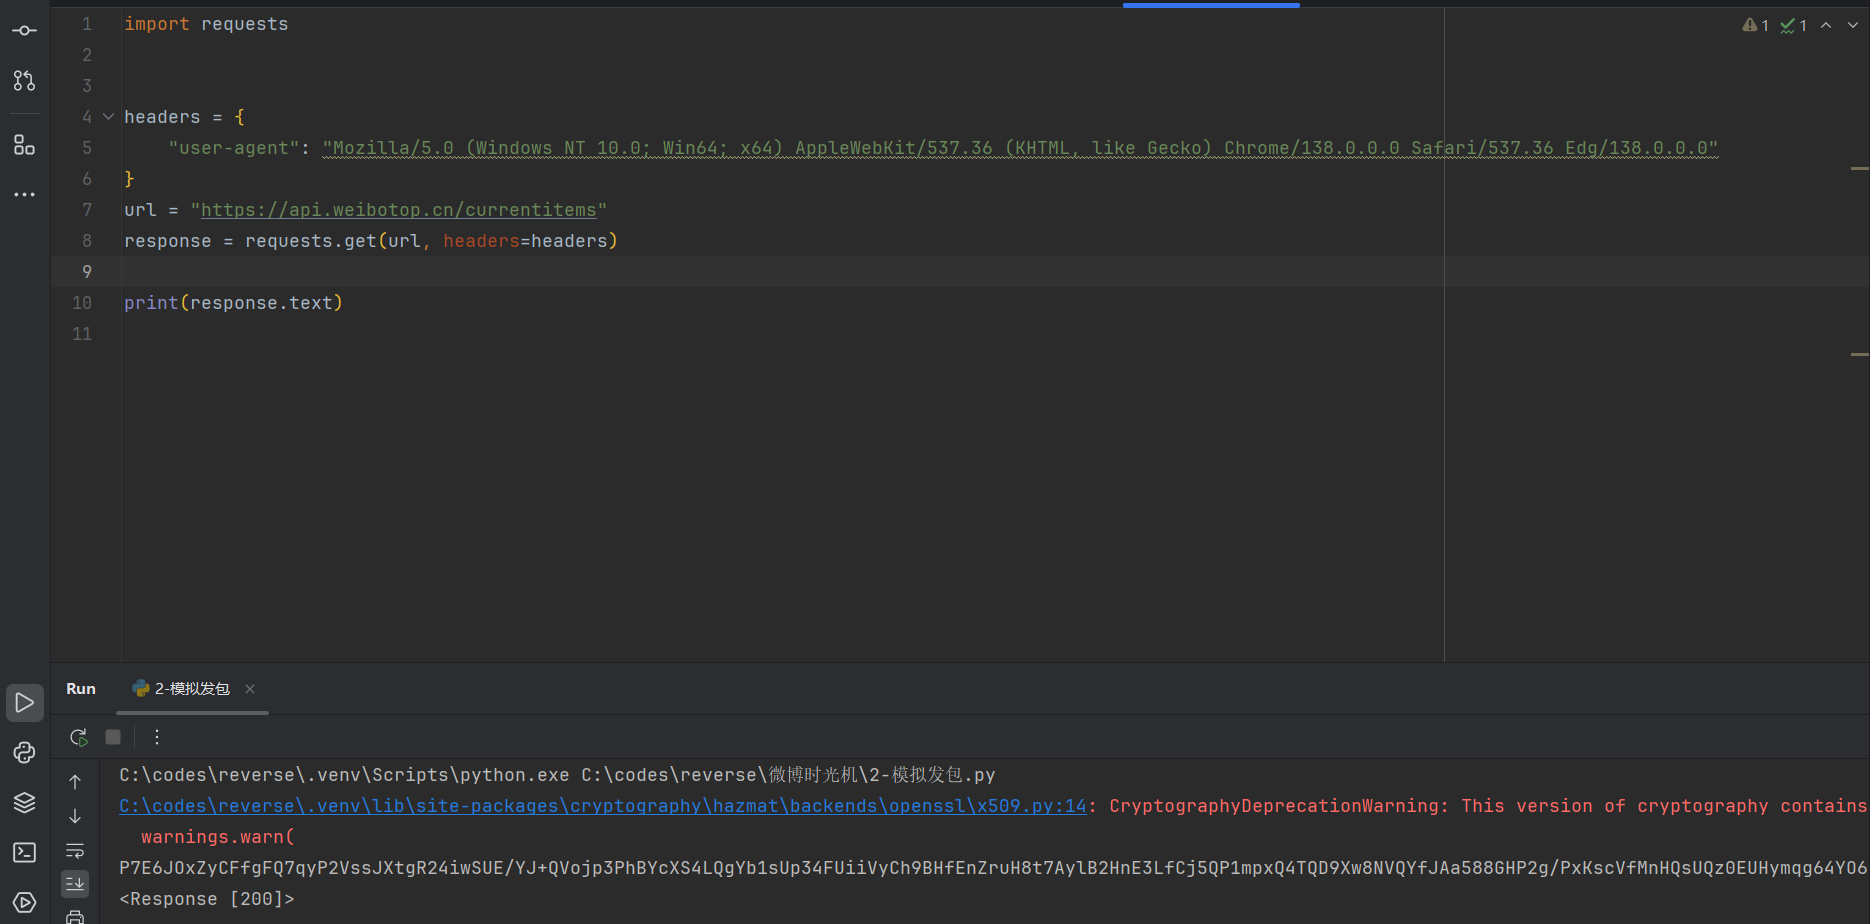 1 import requests
⚠ 1 ✓ 1
2
3
4 headers = {
5 "user-agent": "Mozilla/5.0 (Windows NT 10.0; Win64; x64) AppleWebKit/537.36 (KHTML, like Gecko) Chrome/138.0.0.0 Safari/537.36 Edg/138.0.0.0"
6 }
7 url = "https://api.weibotop.cn/currentitems"
8 response = requests.get(url, headers=headers)
9
10 print(response.text)
11
Run 2-模拟发包
C:\codes\reverse\.venv\Scripts\python.exe C:\codes\reverse\微博时光机\2-模拟发包.py
C:\codes\reverse\.venv\lib\site-packages\cryptography\hazmat\backends\openssl\x509.py:14: CryptographyDeprecationWarning: This version of cryptography contains
warnings.warn(
P7E6JOxZyCFfgFQ7qyP2VssJXtgR24iwSUE/YJ+QVojp3PhBYcXS4LQgYb1sUp34FUiiVyCh9BHfEnZruH8t7AylB2HnE3LfCj5QP1mpxQ4TQD9Xw8NVQYfJAa588GHP2g/PxKscVfMnHQsUQz0EUHymqg64YO6
<Response [200]>